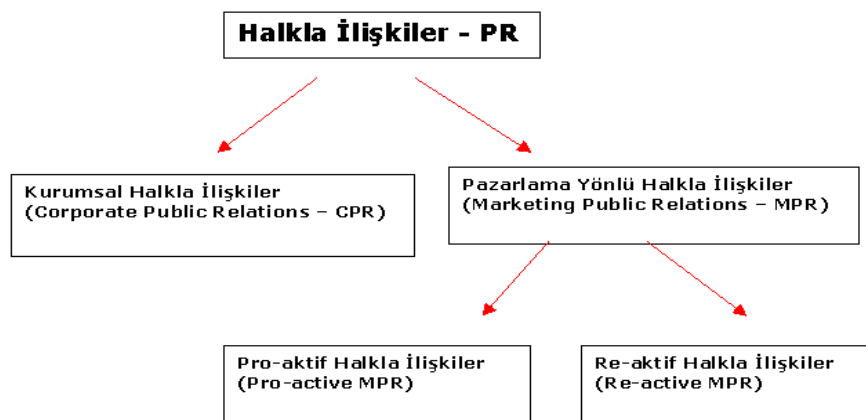 Halkla İlişkiler - PR
Kurumsal Halkla İlişkiler
(Corporate Public Relations – CPR)
Pazarlama Yönlü Halkla İlişkiler
(Marketing Public Relations – MPR)
Pro-aktif Halkla İlişkiler
(Pro-active MPR)
Re-aktif Halkla İlişkiler
(Re-active MPR)